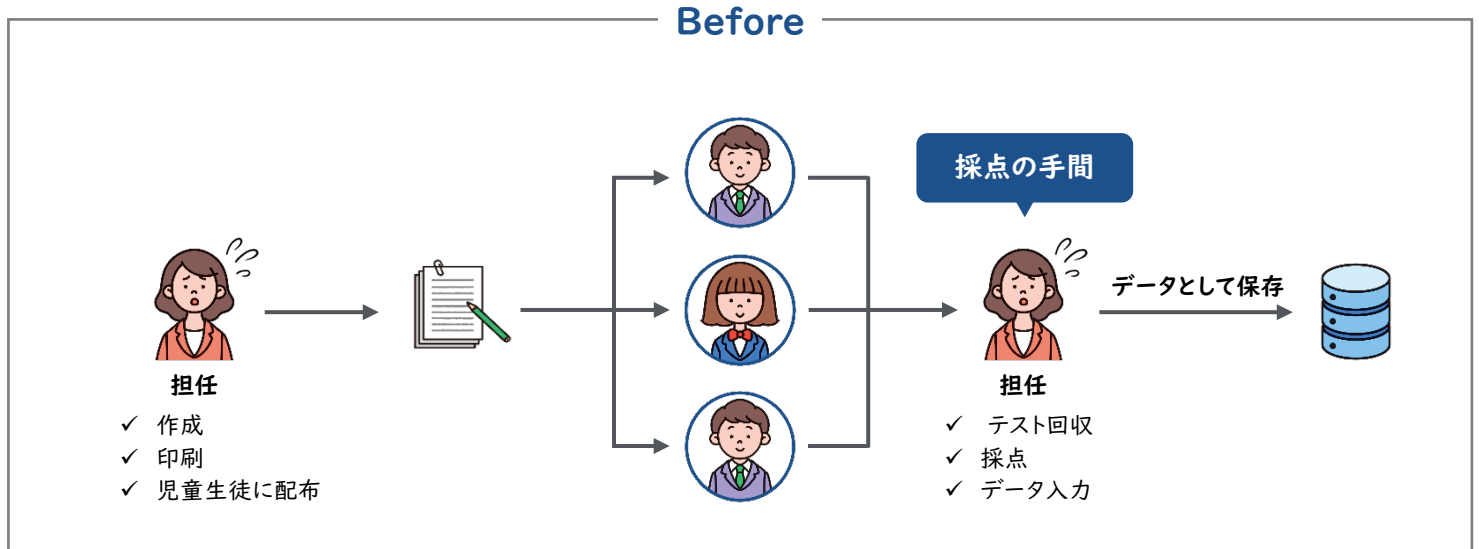 Before
採点の手間
データとして保存
担任
✓ 作成
✓ 印刷
✓ 児童生徒に配布
担任
✓ テスト回収
✓ 採点
✓ データ入力